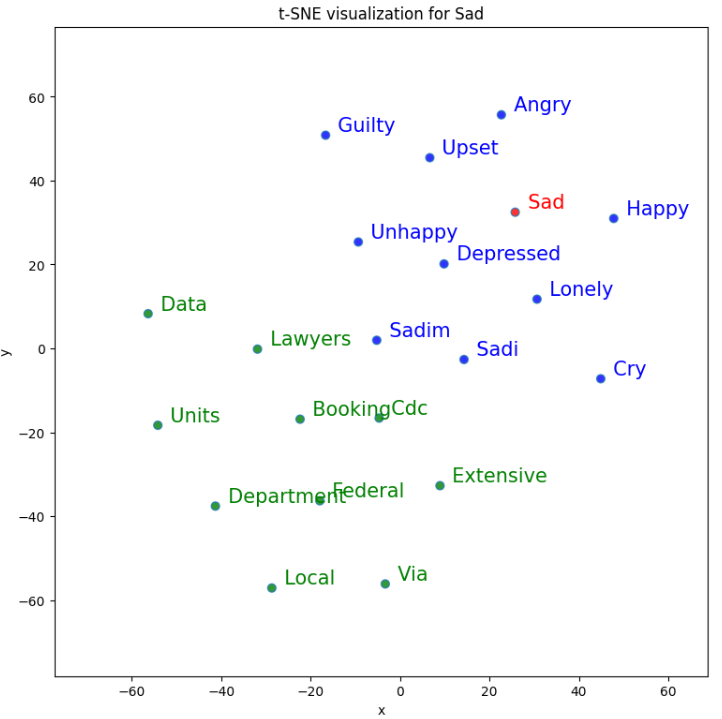 t-SNE visualization for Sad
60
40
20
0
−20
−40
−60
y
Angry
Guilty
Upset
Sad
Happy
Unhappy
Depressed
Lonely
Data
Sadim
Lawyers
Sadi
Cry
BookingCdc
Units
Extensive
Federal
Department
Via
Local
−60
−40
−20
0
20
40
60
x